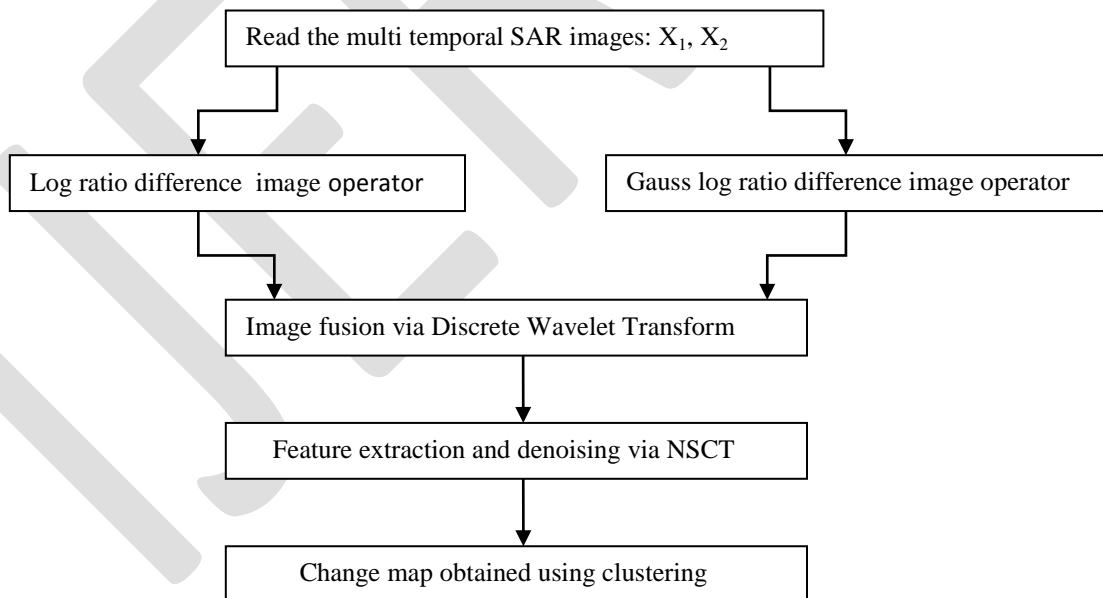 Read the multi temporal SAR images: X₁, X₂
Log ratio difference image operator
Gauss log ratio difference image operator
Image fusion via Discrete Wavelet Transform
Feature extraction and denoising via NSCT
Change map obtained using clustering